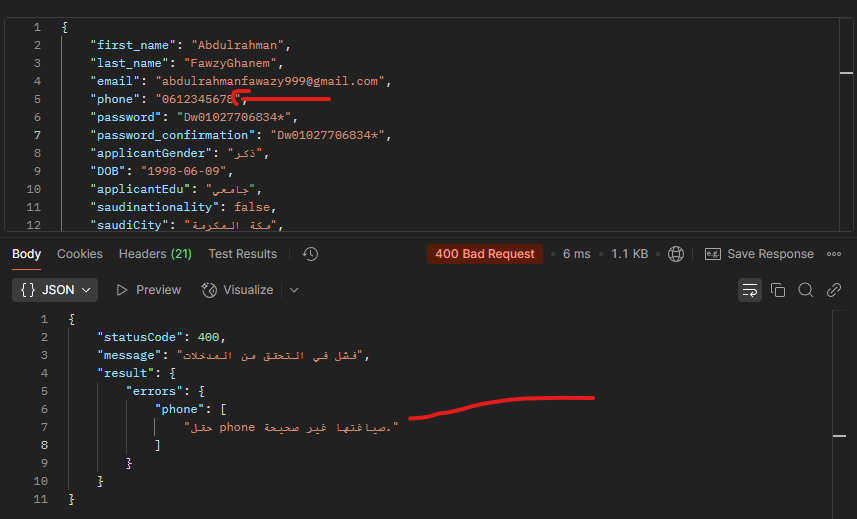 1 {
2 "first_name": "Abdulrahman",
3 "last_name": "FawzyGhanem",
4 "email": "abdulrahmanfawazy999@gmail.com",
5 "phone": "0612345678",
6 "password": "Dw01027706834*",
7 "password_confirmation": "Dw01027706834*",
8 "applicantGender": "ذكر",
9 "DOB": "1998-06-09",
10 "applicantEdu": "جامعي",
11 "saudinationality": false,
12 "saudiCity": "مكة المكرمة",
Body Cookies Headers (21) Test Results 400 Bad Request • 6 ms • 1.1 KB • e.g. Save Response
{} JSON Preview Visualize
1 {
2 "statusCode": 400,
3 "message": "فشل في التحقق من المدخلات",
4 "result": {
5 "errors": {
6 "phone": [
7 "حقل phone صياغتها غير صحيحة."
8 ]
9 }
10 }
11 }